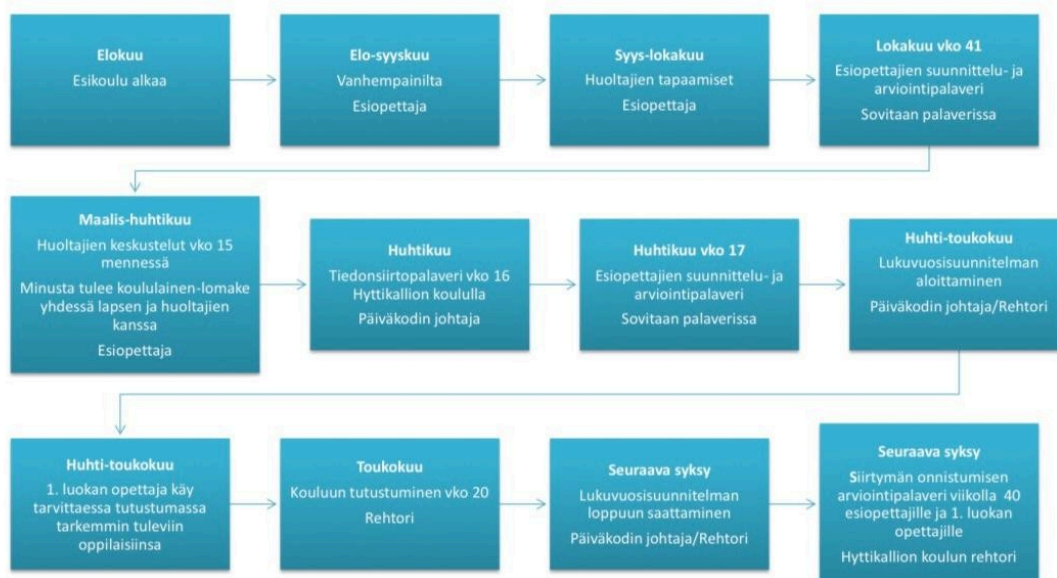 Elokuu
Esikoulu alkaa
Elo-syyskuu
Vanhempainilta
Esiopettaja
Syys-lokakuu
Huoltajien tapaamiset
Esiopettaja
Lokakuu vko 41
Esiopettajien suunnittelu- ja
arviointipalaveri
Sovitaan palaverissa
Maalis-huhtikuu
Huoltajien keskustelut vko 15
mennessä
Minusta tulee koululainen-lomake
yhdessä lapsen ja huoltajien
kanssa
Esiopettaja
Huhtikuu
Tiedonsiirtopalaveri vko 16
Hyttikallion koululla
Päiväkodin johtaja
Huhtikuu vko 17
Esiopettajien suunnittelu- ja
arviointipalaveri
Sovitaan palaverissa
Huhti-toukokuu
Lukuvuosisuunnitelman
aloittaminen
Päiväkodin johtaja/Rehtori
Huhti-toukokuu
1. luokan opettaja käy
tarvittaessa tutustumassa
tarkemmin tuleviin
oppilaisiinsa
Toukokuu
Kouluun tutustuminen vko 20
Rehtori
Seuraava syksy
Lukuvuosisuunnitelman
loppuun saattaminen
Päiväkodin johtaja/Rehtori
Seuraava syksy
Siirtymän onnistumisen
arviointipalaveri viikolla 40
esiopettajille ja 1. luokan
opettajille
Hyttikallion koulun rehtori